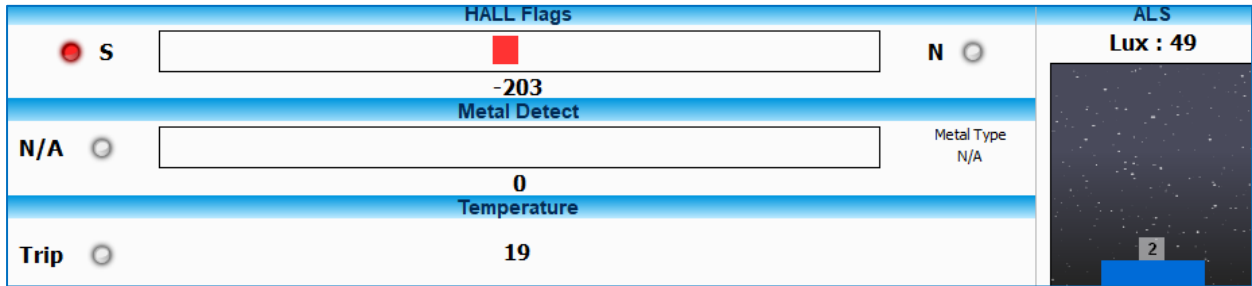 HALL Flags
S
N
-203
Metal Detect
N/A
Metal Type
N/A
0
Temperature
Trip
19
ALS
Lux : 49
2